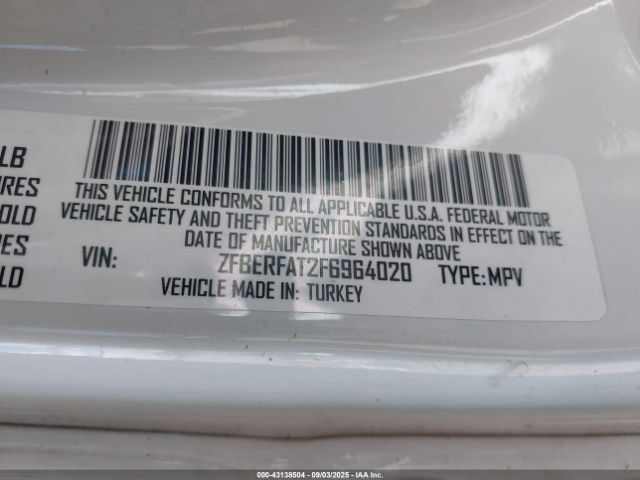 LB
THIS VEHICLE CONFORMS TO ALL APPLICABLE U.S.A. FEDERAL MOTOR
VEHICLE SAFETY AND THEFT PREVENTION STANDARDS IN EFFECT ON THE
DATE OF MANUFACTURE SHOWN ABOVE
VIN: ZFBERFAT2F6964020 TYPE:MPV
VEHICLE MADE IN: TURKEY
IRES
OLD
RES
OLD
000-43138504 - 09/03/2025 - IAA Inc.